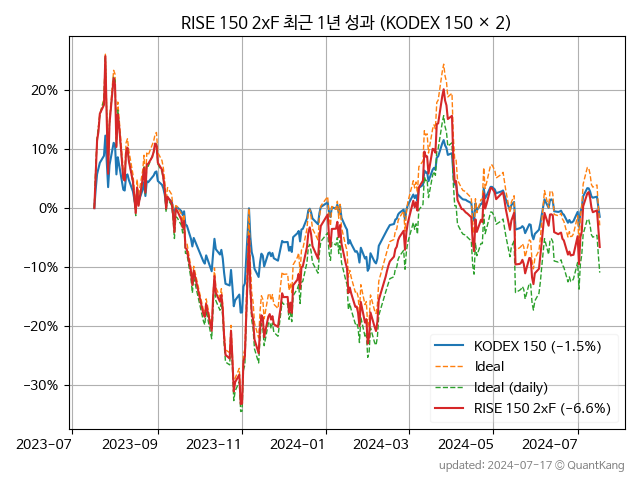 RISE 150 2xF 최근 1년 성과 (KODEX 150 × 2)
20%
10%
0%
−10%
−20%
−30%
KODEX 150 (−1.5%)
Ideal
Ideal (daily)
RISE 150 2xF (−6.6%)
2023-07 2023-09 2023-11 2024-01 2024-03 2024-05 2024-07
updated: 2024-07-17 © QuantKang